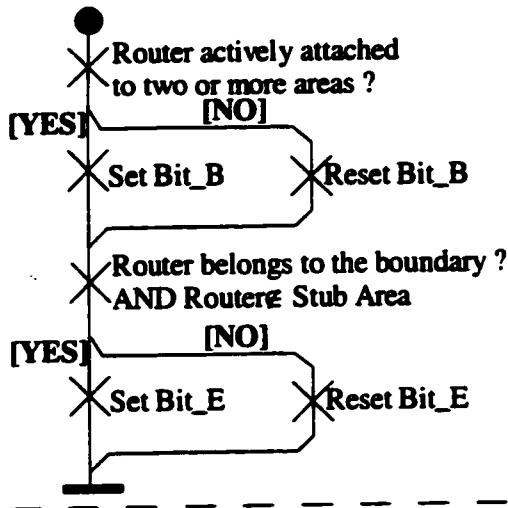 Router actively attached
to two or more areas ?
[YES] [NO]
Set Bit_B Reset Bit_B
Router belongs to the boundary ?
AND Router∉ Stub Area
[YES] [NO]
Set Bit_E Reset Bit_E